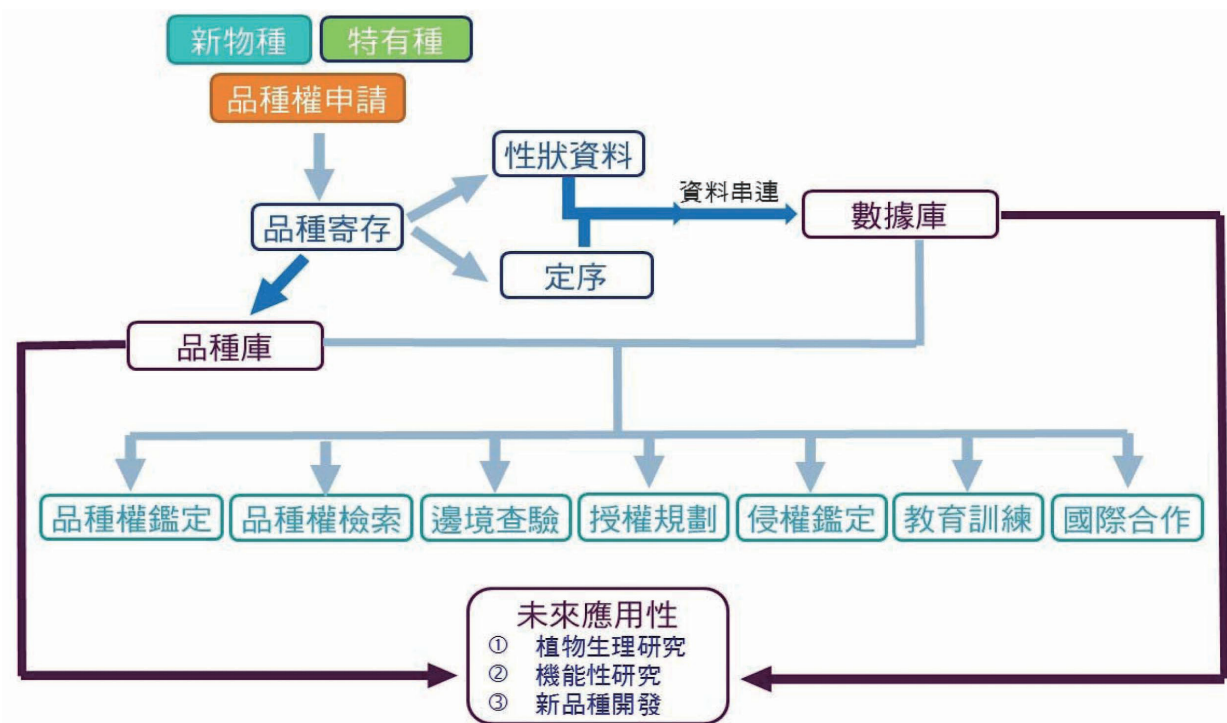 新物種
特有種
品種權申請
性狀資料
資料串連
數據庫
品種寄存
定序
品種庫
品種權鑑定
品種權檢索
邊境查驗
授權規劃
侵權鑑定
教育訓練
國際合作
未來應用性
① 植物生理研究
② 機能性研究
③ 新品種開發